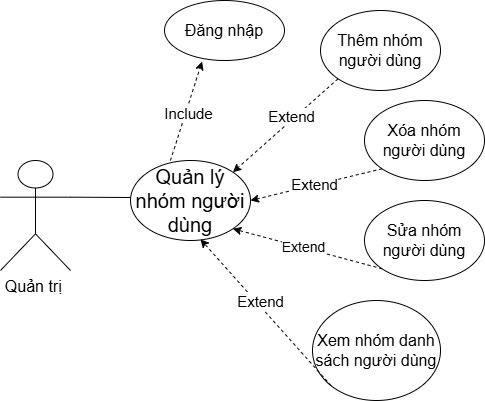 Đăng nhập
Thêm nhóm
người dùng
Include
Extend
Xóa nhóm
người dùng
Quản lý
nhóm người
dùng
Extend
Sửa nhóm
người dùng
Extend
Quản trị
Extend
Xem nhóm danh
sách người dùng